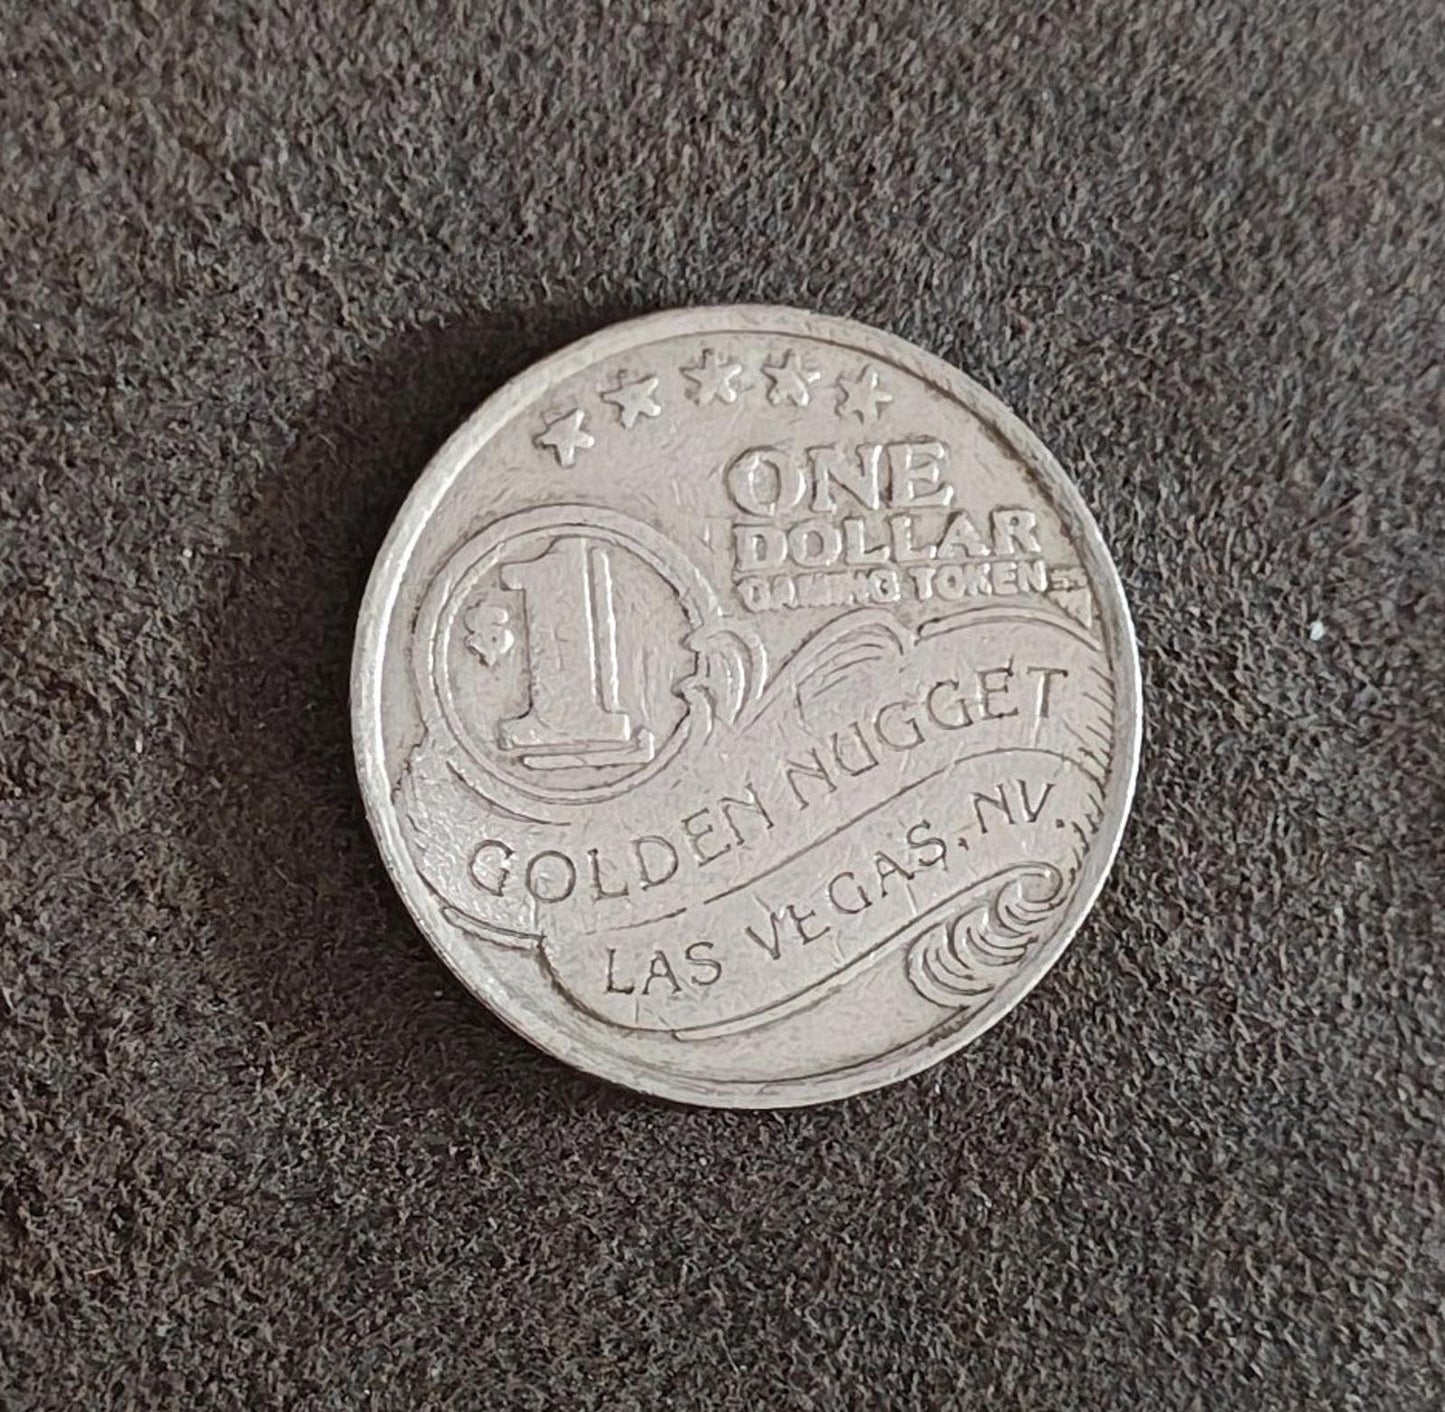 ONE
DOLLAR
GAMING TOKEN
$1
GOLDEN NUGGET
LAS VEGAS, NV.